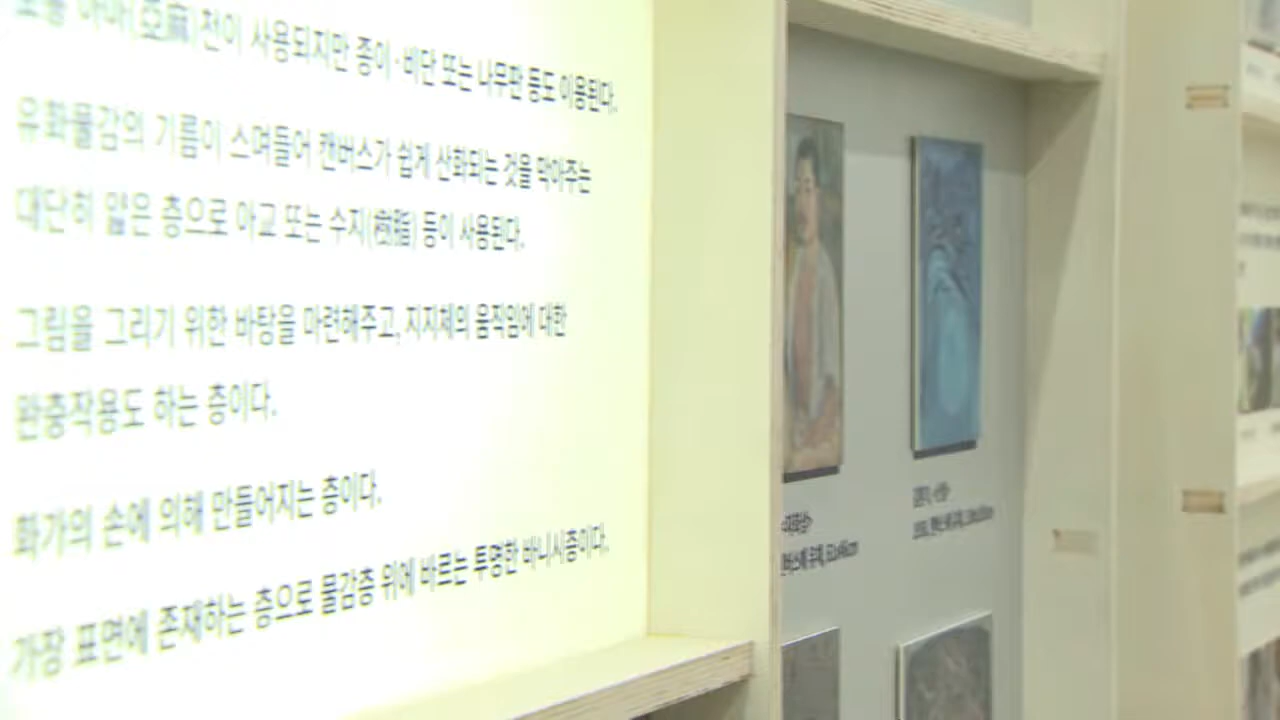 보통 아마(亞麻)천이 사용되지만 종이·비단 또는 나무판 등도 이용된다.
유화물감의 기름이 스며들어 캔버스가 쉽게 산화되는 것을 막아주는
대단히 얇은 층으로 아교 또는 수지(樹脂) 등이 사용된다.
그림을 그리기 위한 바탕을 마련해주고, 지지체의 움직임에 대한
완충작용도 하는 층이다.
화가의 손에 의해 만들어지는 층이다.
가장 표면에 존재하는 층으로 물감층 위에 바르는 투명한 바니시층이다.
<자화상>